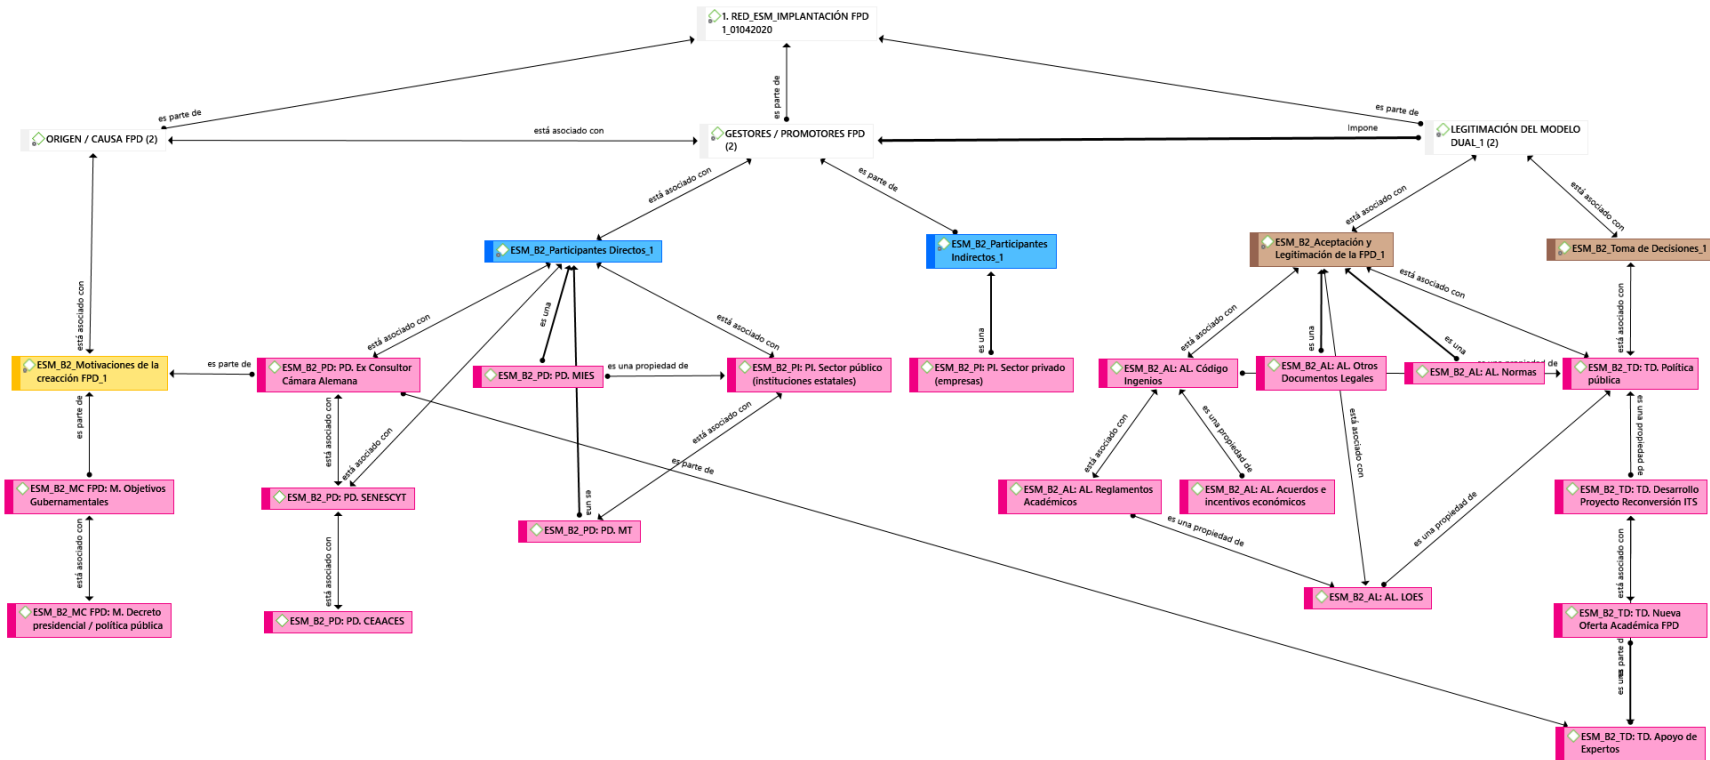 1. RED_ESM_IMPLANTACIÓN FPD
1_01042020
es parte de
es parte de
es parte de
ORIGEN / CAUSA FPD (2)
está asociado con
GESTORES / PROMOTORES FPD
(2)
Impone
LEGITIMACIÓN DEL MODELO
DUAL_1 (2)
está asociado con
es parte de
está asociado con
está asociado con
ESM_B2_Participantes Directos_1
ESM_B2_Participantes
Indirectos_1
ESM_B2_Aceptación y
Legitimación de la FPD_1
ESM_B2_Toma de Decisiones_1
está asociado con
está asociado con
es una
está asociado con
es una
está asociado con
es una
es una
está asociado con
está asociado con
ESM_B2_Motivaciones de la
creacción FPD_1
es parte de
ESM_B2_PD: PD. Ex Consultor
Cámara Alemana
ESM_B2_PD: PD. MIES
es una propiedad de
ESM_B2_PI: PI. Sector público
(instituciones estatales)
ESM_B2_PI: PI. Sector privado
(empresas)
ESM_B2_AL: AL. Código
Ingenios
ESM_B2_AL: AL. Otros
Documentos Legales
ESM_B2_AL: AL. Normas
es una propiedad de
ESM_B2_TD: TD. Política
pública
es parte de
está asociado con
está asociado con
está asociado con
es parte de
está asociado con
es una propiedad de
está asociado con
es una propiedad de
ESM_B2_MC FPD: M. Objetivos
Gubernamentales
ESM_B2_PD: PD. SENESCYT
es una
ESM_B2_PD: PD. MT
ESM_B2_AL: AL. Reglamentos
Académicos
ESM_B2_AL: AL. Acuerdos e
incentivos económicos
es una propiedad de
es una propiedad de
ESM_B2_TD: TD. Desarrollo
Proyecto Reconversión ITS
está asociado con
está asociado con
está asociado con
ESM_B2_MC FPD: M. Decreto
presidencial / política pública
ESM_B2_PD: PD. CEAACES
ESM_B2_AL: AL. LOES
ESM_B2_TD: TD. Nueva
Oferta Académica FPD
es parte de
es una
ESM_B2_TD: TD. Apoyo de
Expertos